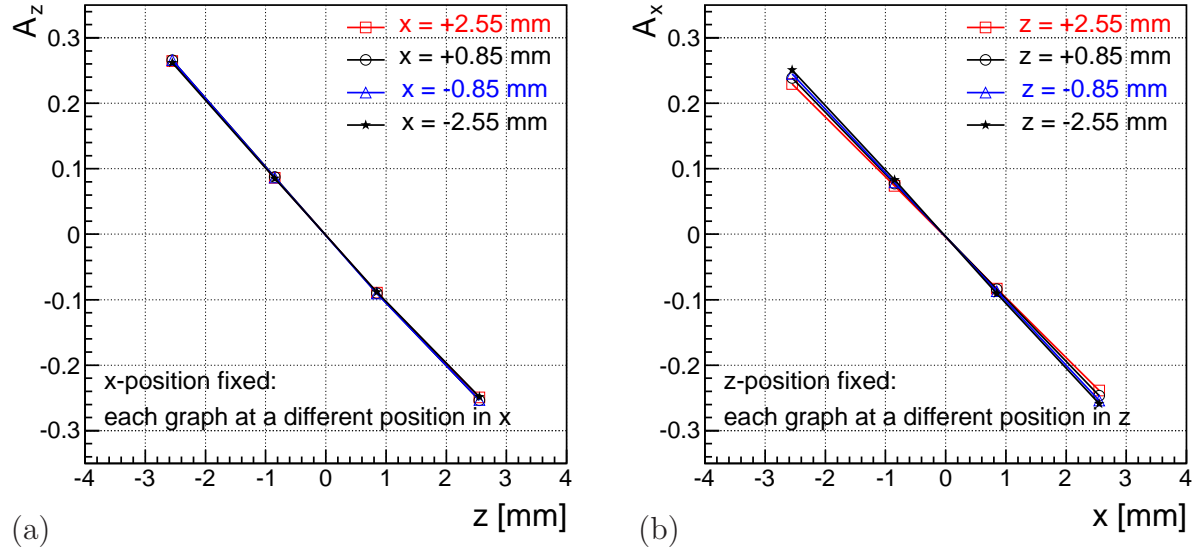 A_z
0.3
0.2
0.1
0
-0.1
-0.2
-0.3
x = +2.55 mm
x = +0.85 mm
x = -0.85 mm
x = -2.55 mm
x-position fixed:
each graph at a different position in x
-4 -3 -2 -1 0 1 2 3 4
z [mm]
(a)
A_x
0.3
0.2
0.1
0
-0.1
-0.2
-0.3
z = +2.55 mm
z = +0.85 mm
z = -0.85 mm
z = -2.55 mm
z-position fixed:
each graph at a different position in z
-4 -3 -2 -1 0 1 2 3 4
x [mm]
(b)